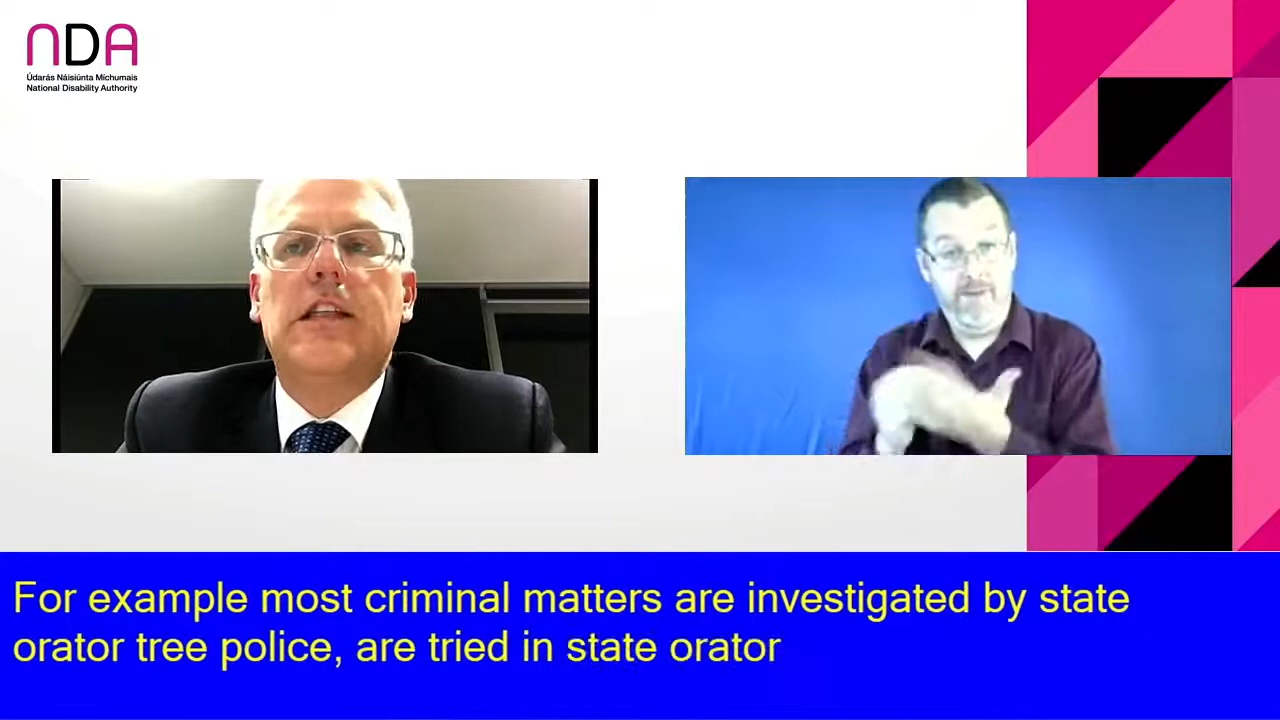 NDA
Údarás Náisiúnta Míchumais
National Disability Authority
For example most criminal matters are investigated by state
orator tree police, are tried in state orator